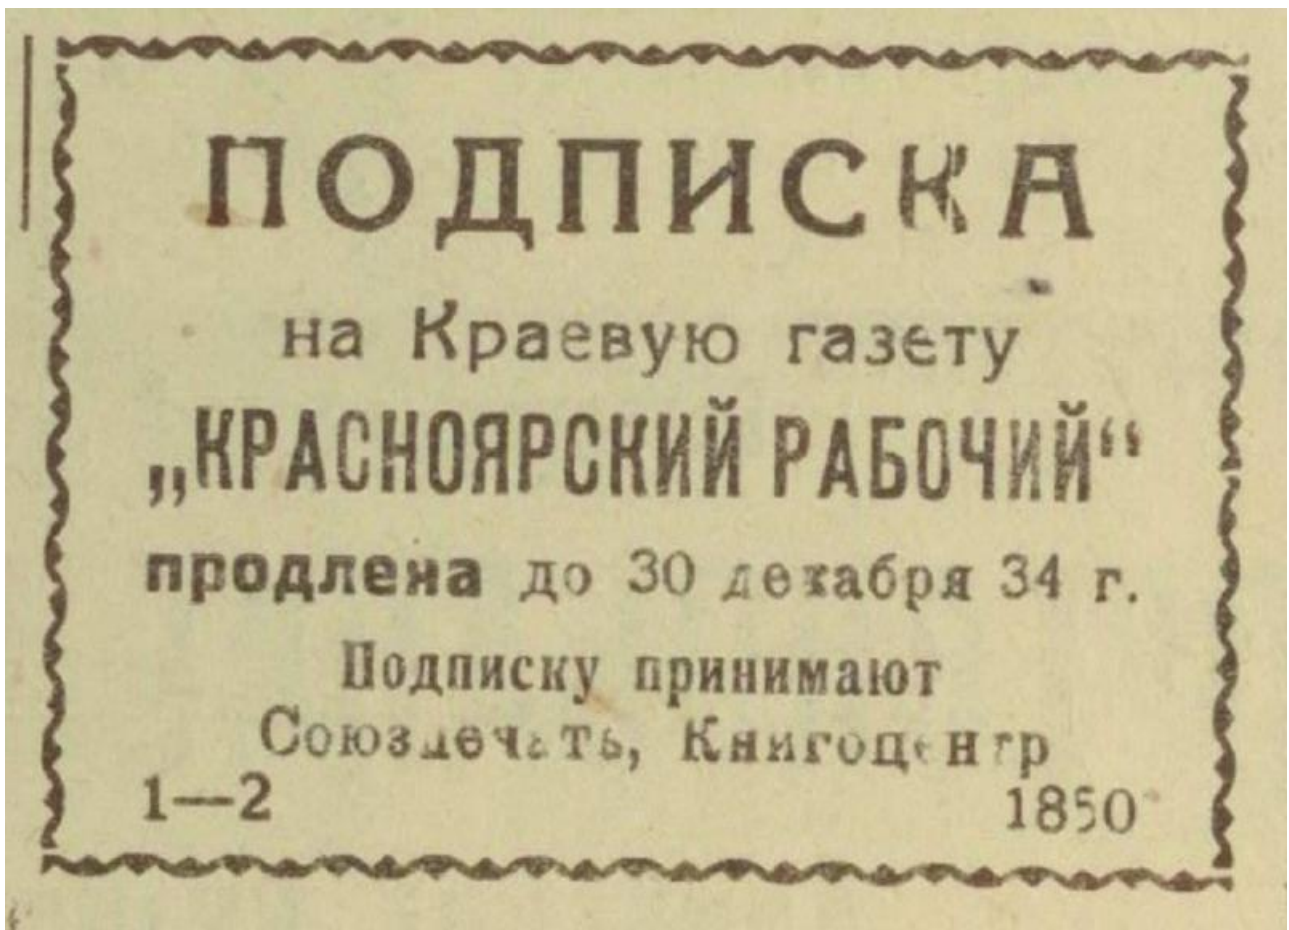 ПОДПИСКА
на Краевую газету
„КРАСНОЯРСКИЙ РАБОЧИЙ“
продлена до 30 декабря 34 г.
Подписку принимают
Союзпечать, Книгоцентр
1—2 1850